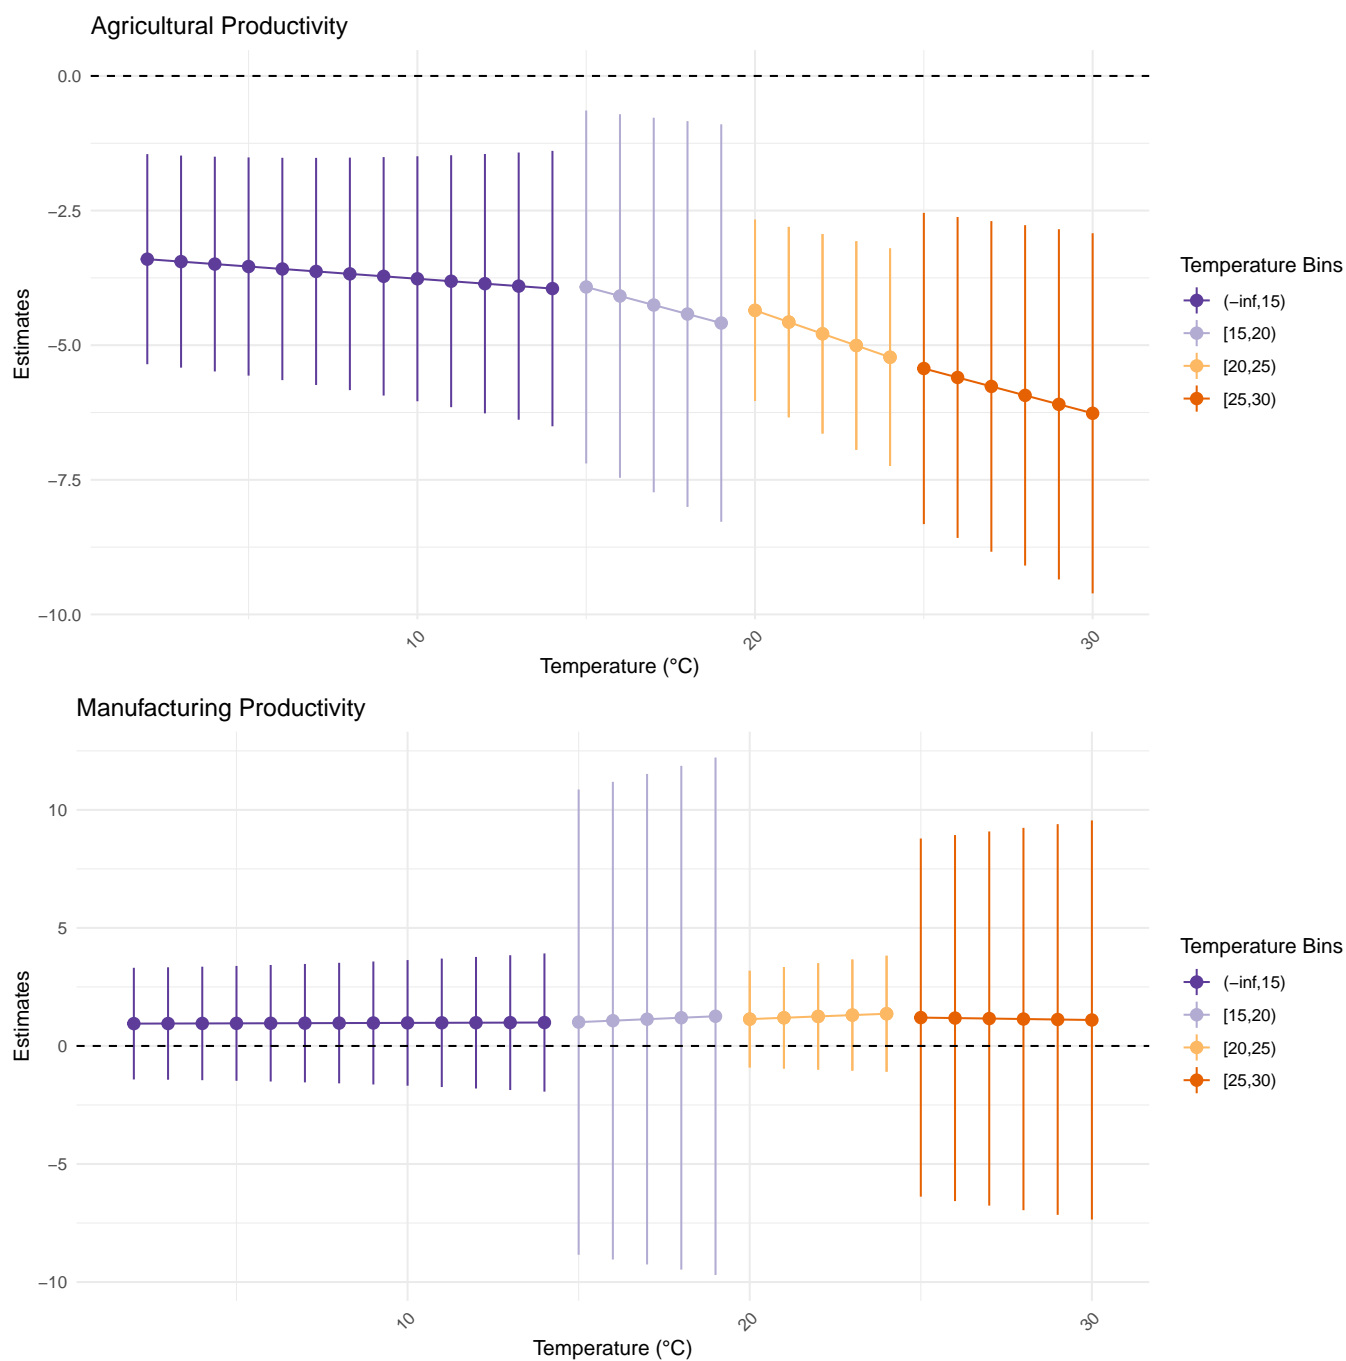 Agricultural Productivity
0.0
−2.5
−5.0
−7.5
−10.0
Estimates
10
20
30
Temperature (°C)
Temperature Bins
(−inf,15)
[15,20)
[20,25)
[25,30)
Manufacturing Productivity
10
5
0
−5
−10
Estimates
10
20
30
Temperature (°C)
Temperature Bins
(−inf,15)
[15,20)
[20,25)
[25,30)